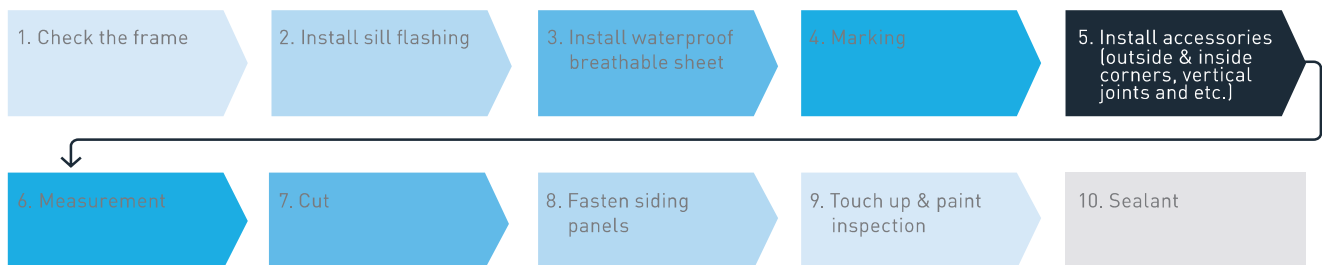 1. Check the frame
2. Install sill flashing
3. Install waterproof
breathable sheet
4. Marking
5. Install accessories
(outside & inside
corners, vertical
joints and etc.)
6. Measurement
7. Cut
8. Fasten siding
panels
9. Touch up & paint
inspection
10. Sealant